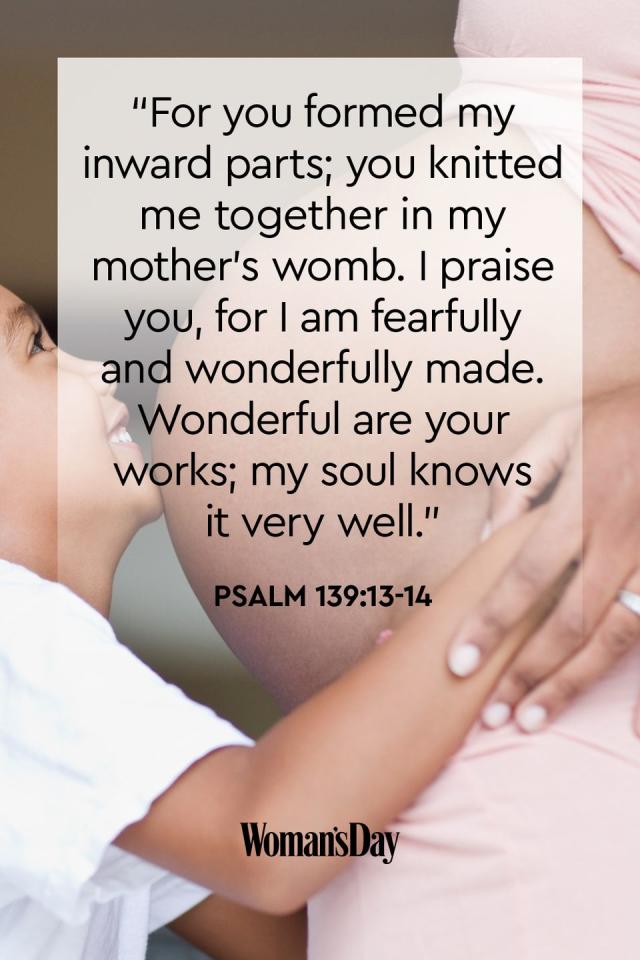 “For you formed my
inward parts; you knitted
me together in my
mother’s womb. I praise
you, for I am fearfully
and wonderfully made.
Wonderful are your
works; my soul knows
it very well.”
PSALM 139:13-14
Woman'sDay